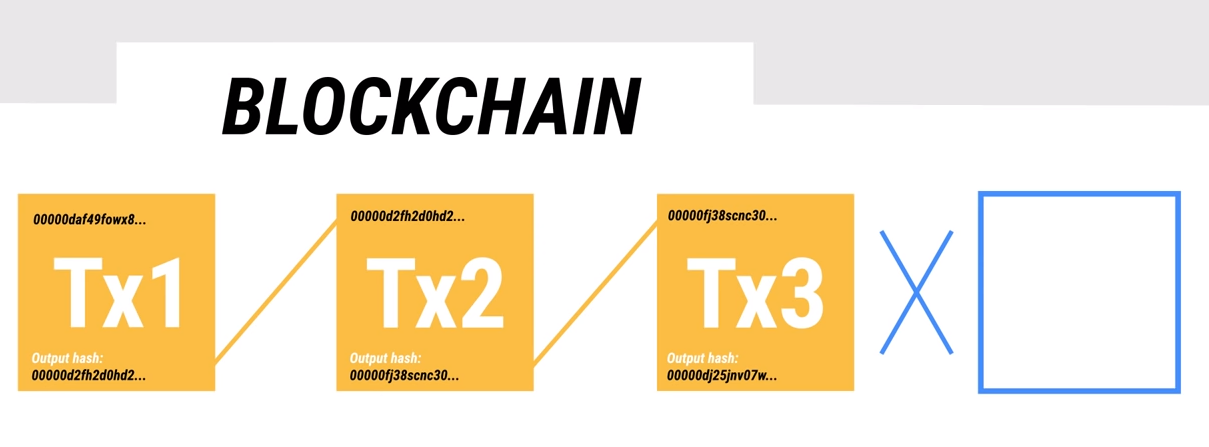 BLOCKCHAIN
00000daf49fowx8...
Tx1
Output hash:
00000d2fh2d0hd2...
00000d2fh2d0hd2...
Tx2
Output hash:
00000fj38scnc30...
00000fj38scnc30...
Tx3
Output hash:
00000dj25jnv07w...